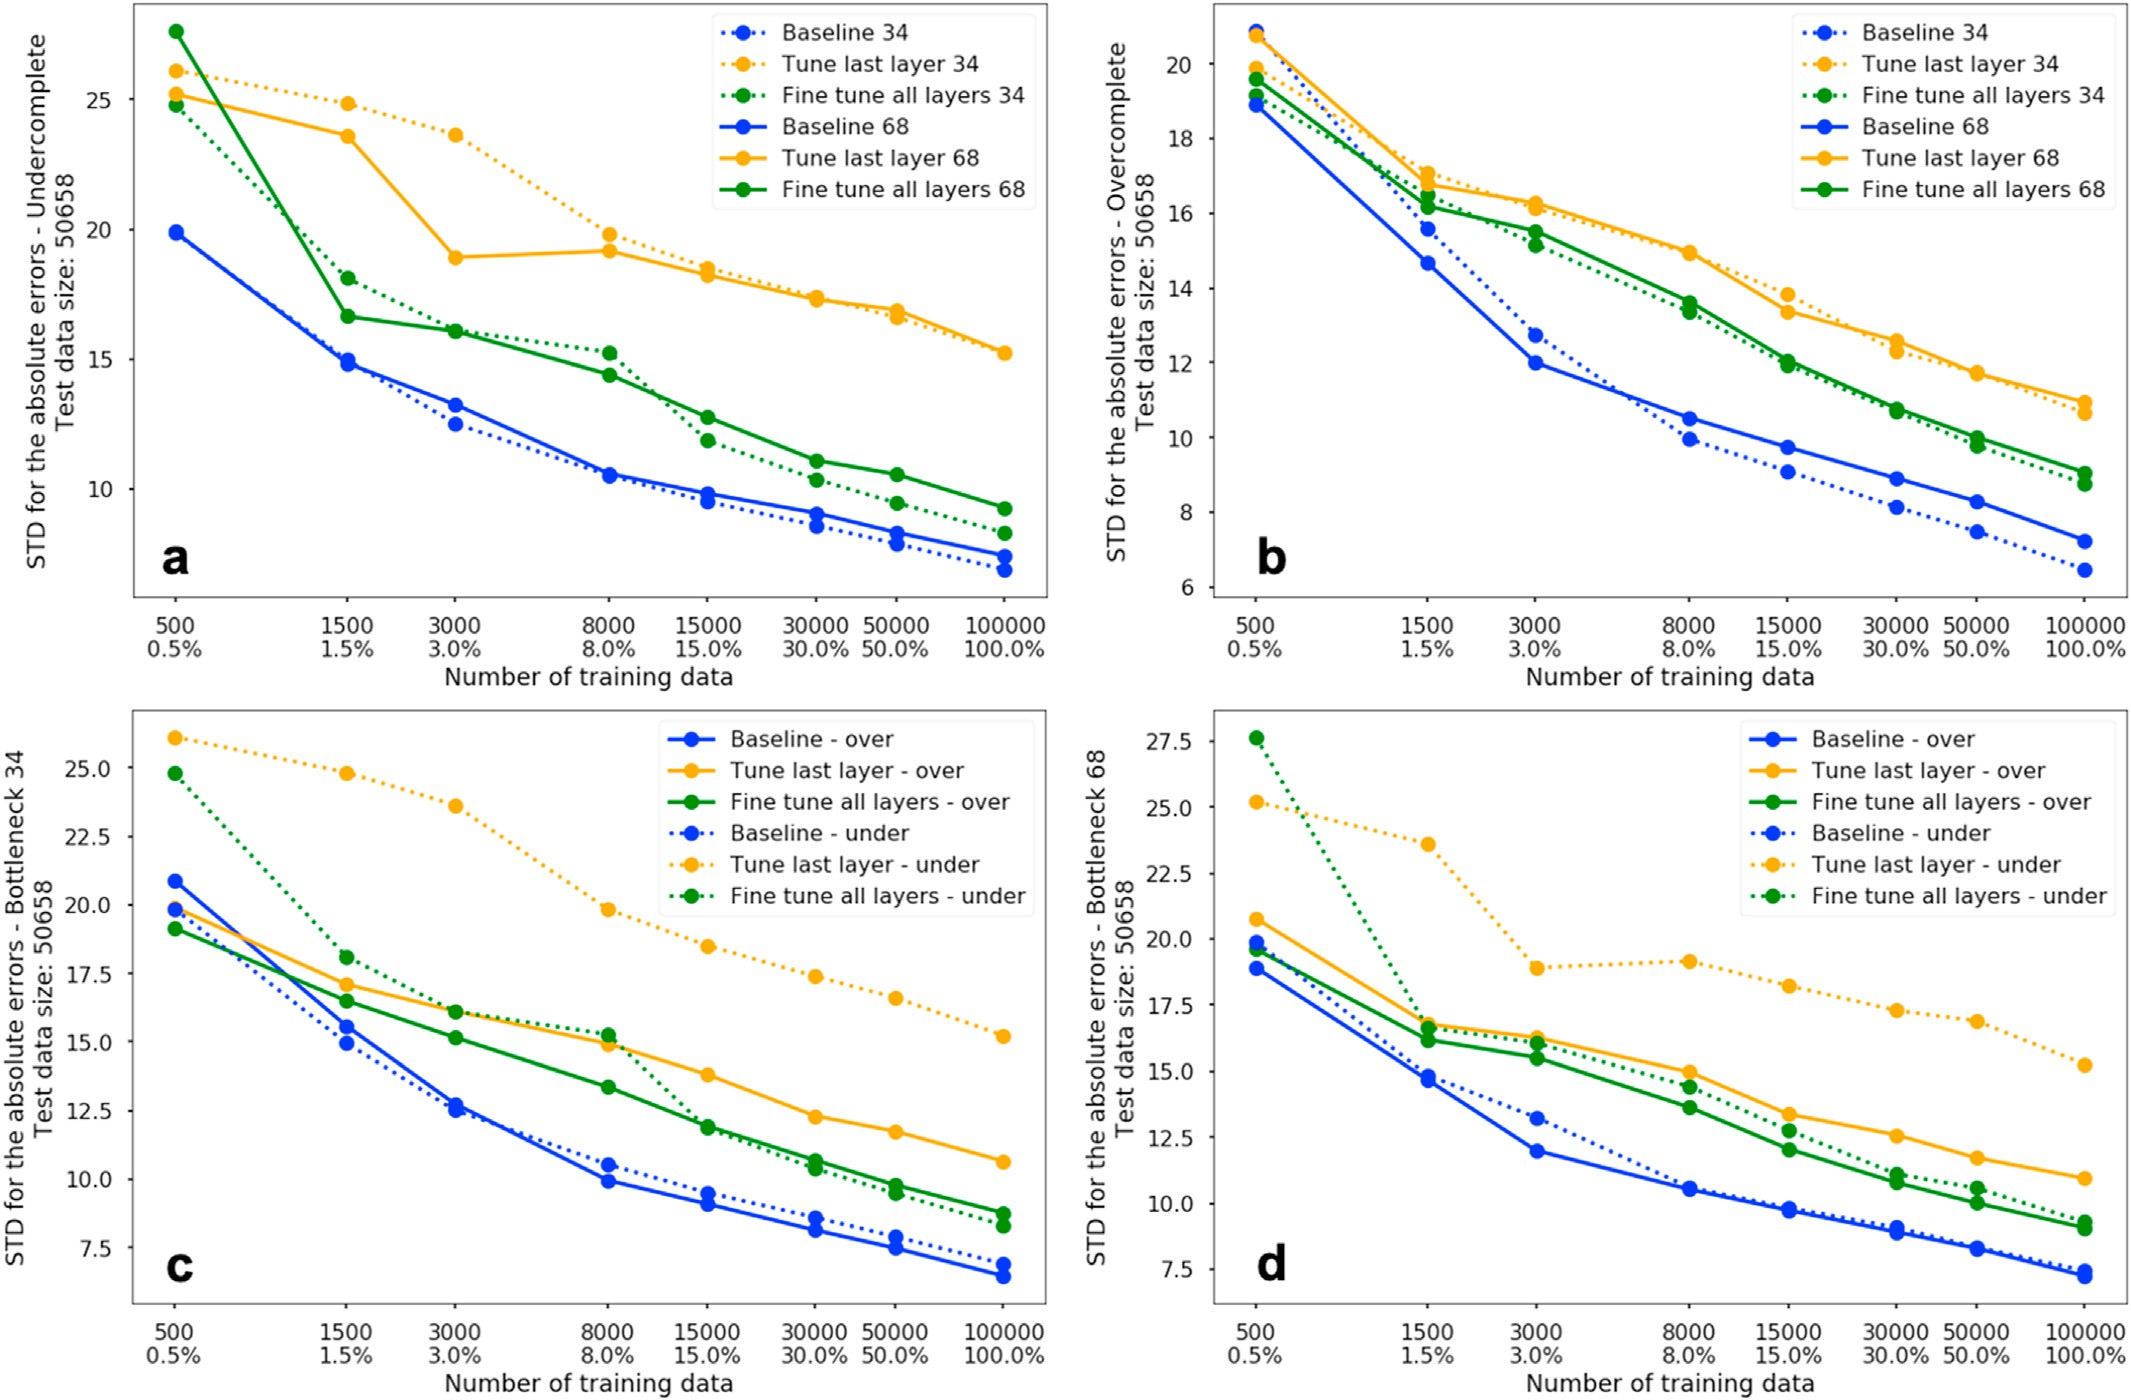 STD for the absolute errors - Undercomplete
Test data size: 50658
25
20
15
10
Baseline 34
Tune last layer 34
Fine tune all layers 34
Baseline 68
Tune last layer 68
Fine tune all layers 68
a
500 1500 3000 8000 15000 30000 50000 100000
0.5% 1.5% 3.0% 8.0% 15.0% 30.0% 50.0% 100.0%
Number of training data
STD for the absolute errors - Overcomplete
Test data size: 50658
20
18
16
14
12
10
8
6
Baseline 34
Tune last layer 34
Fine tune all layers 34
Baseline 68
Tune last layer 68
Fine tune all layers 68
b
500 1500 3000 8000 15000 30000 50000 100000
0.5% 1.5% 3.0% 8.0% 15.0% 30.0% 50.0% 100.0%
Number of training data
STD for the absolute errors - Bottleneck 34
Test data size: 50658
25.0
22.5
20.0
17.5
15.0
12.5
10.0
7.5
Baseline - over
Tune last layer - over
Fine tune all layers - over
Baseline - under
Tune last layer - under
Fine tune all layers - under
c
500 1500 3000 8000 15000 30000 50000 100000
0.5% 1.5% 3.0% 8.0% 15.0% 30.0% 50.0% 100.0%
Number of training data
STD for the absolute errors - Bottleneck 68
Test data size: 50658
27.5
25.0
22.5
20.0
17.5
15.0
12.5
10.0
7.5
Baseline - over
Tune last layer - over
Fine tune all layers - over
Baseline - under
Tune last layer - under
Fine tune all layers - under
d
500 1500 3000 8000 15000 30000 50000 100000
0.5% 1.5% 3.0% 8.0% 15.0% 30.0% 50.0% 100.0%
Number of training data